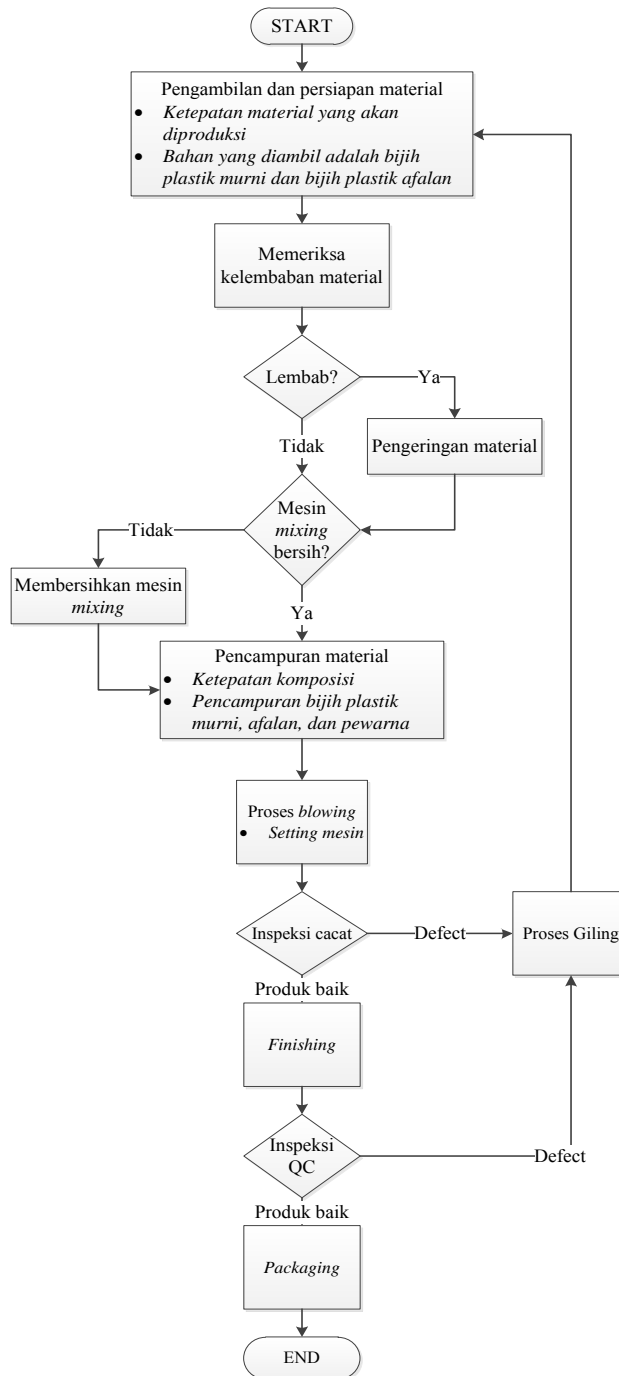 START
Pengambilan dan persiapan material
• Ketepatan material yang akan
diproduksi
• Bahan yang diambil adalah bijih
plastik murni dan bijih plastik afalan
Memeriksa
kelembaban material
Lembab?
Ya
Pengeringan material
Tidak
Mesin
mixing
bersih?
Tidak
Membersihkan mesin
mixing
Ya
Pencampuran material
• Ketepatan komposisi
• Pencampuran bijih plastik
murni, afalan, dan pewarna
Proses blowing
• Setting mesin
Inspeksi cacat
Defect
Proses Giling
Produk baik
Finishing
Inspeksi
QC
Defect
Produk baik
Packaging
END